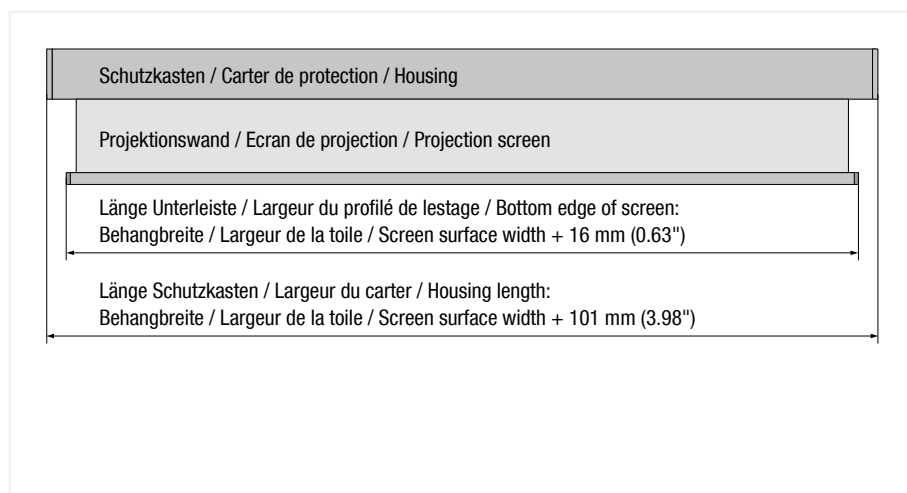 Schutzkasten / Carter de protection / Housing
Projektionswand / Ecran de projection / Projection screen
Länge Unterleiste / Largeur du profilé de lestage / Bottom edge of screen:
Behangbreite / Largeur de la toile / Screen surface width + 16 mm (0.63")
Länge Schutzkasten / Largeur du carter / Housing length:
Behangbreite / Largeur de la toile / Screen surface width + 101 mm (3.98")